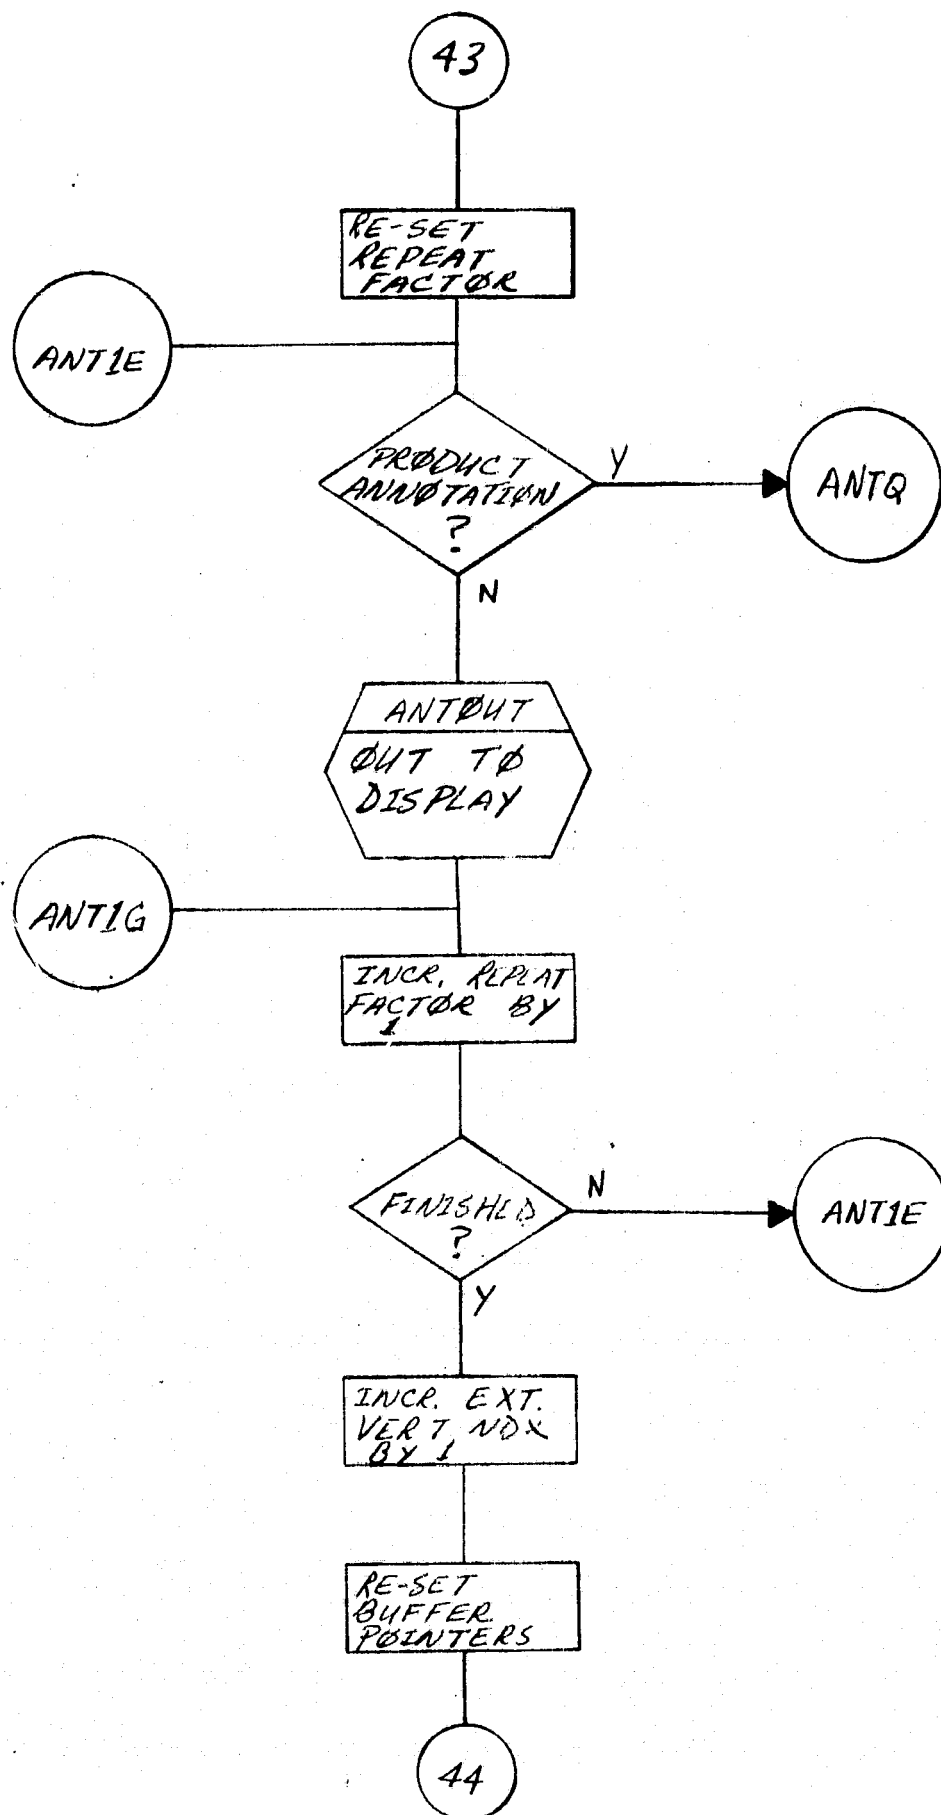 43
RE-SET
REPEAT
FACTØR
ANT1E
PRØDUCT
ANNØTATIØN
?
Y
ANTQ
N
ANTØUT
ØUT TØ
DISPLAY
ANT1G
INCR. REPEAT
FACTØR BY
1
FINISHED
?
N
ANT1E
Y
INCR. EXT.
VERT NDX
BY 1
RE-SET
BUFFER
PØINTERS
44